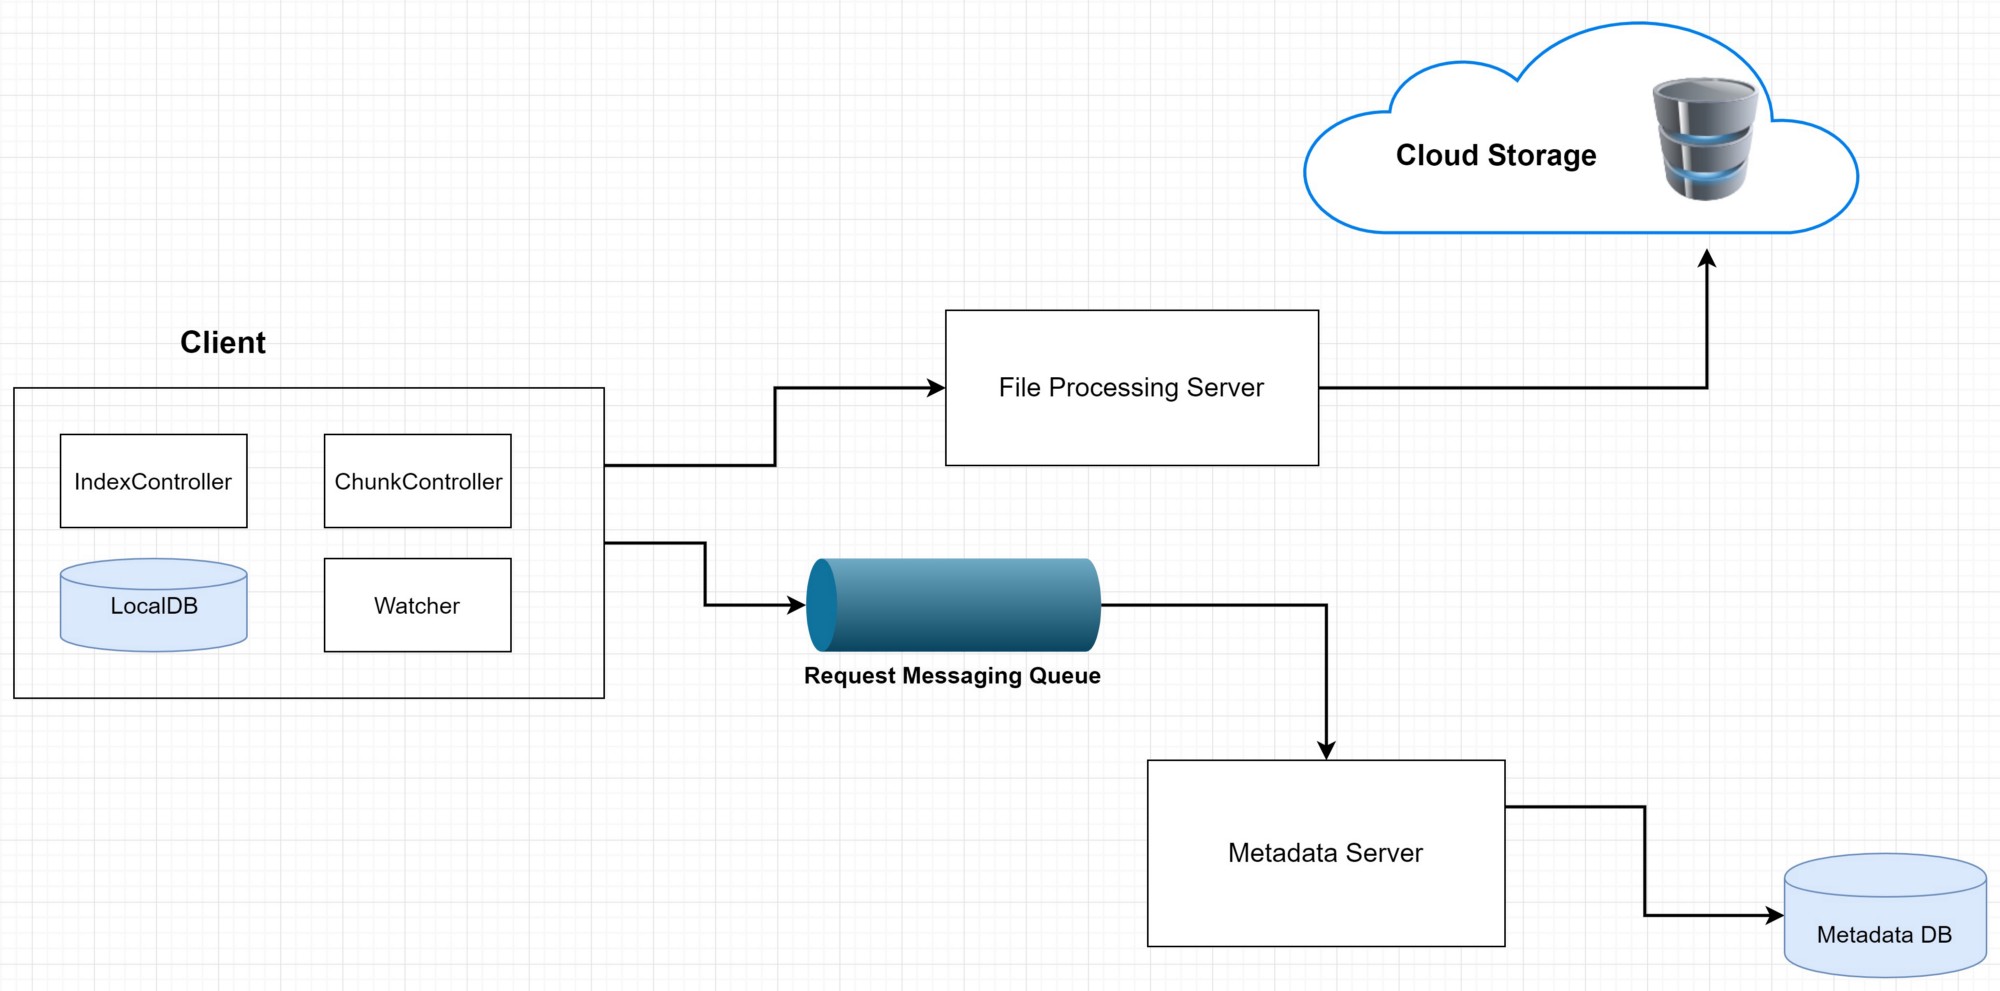 Cloud Storage
Client
File Processing Server
IndexController
ChunkController
LocalDB
Watcher
Request Messaging Queue
Metadata Server
Metadata DB